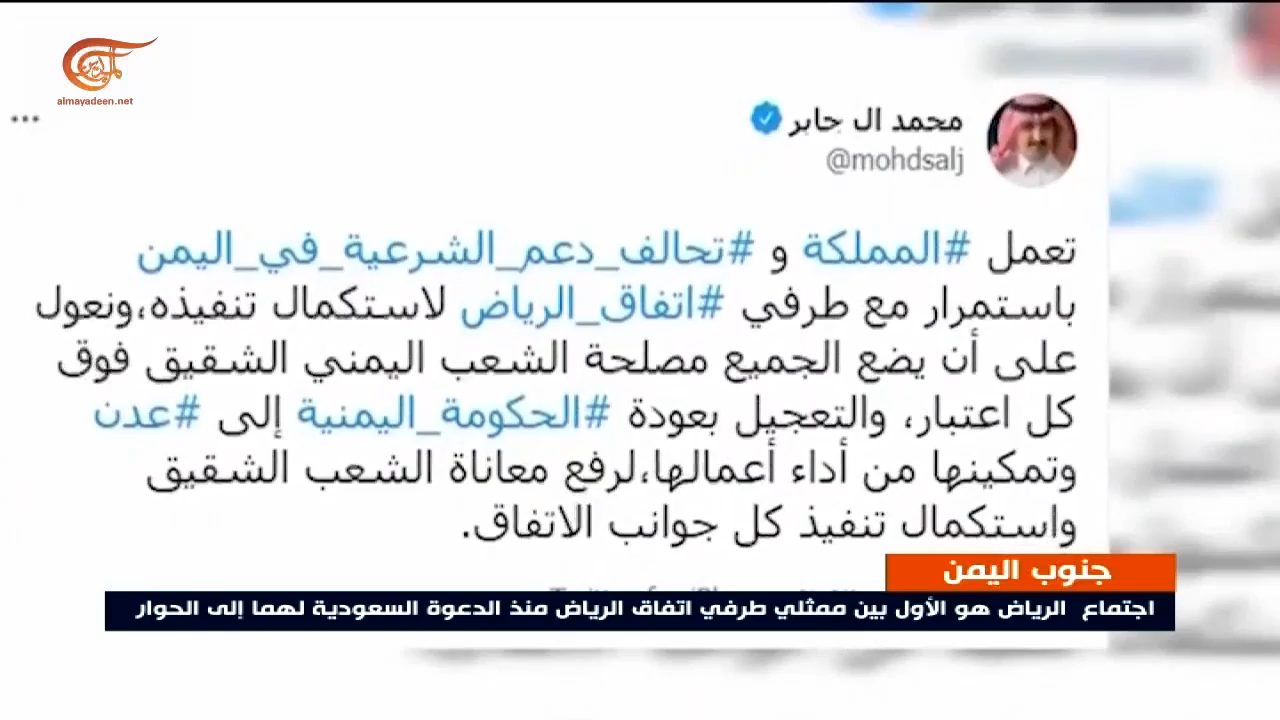 almayadeen.net
...
محمد ال جابر
@mohdsalj
تعمل #المملكة و #تحالف_دعم_الشرعية_في_اليمن
باستمرار مع طرفي #اتفاق_الرياض لاستكمال تنفيذه،ونعول
على أن يضع الجميع مصلحة الشعب اليمني الشقيق فوق
كل اعتبار، والتعجيل بعودة #الحكومة_اليمنية إلى #عدن
وتمكينها من أداء أعمالها،لرفع معاناة الشعب الشقيق
واستكمال تنفيذ كل جوانب الاتفاق.
جنوب اليمن
اجتماع الرياض هو الأول بين ممثلي طرفي اتفاق الرياض منذ الدعوة السعودية لهما إلى الحوار